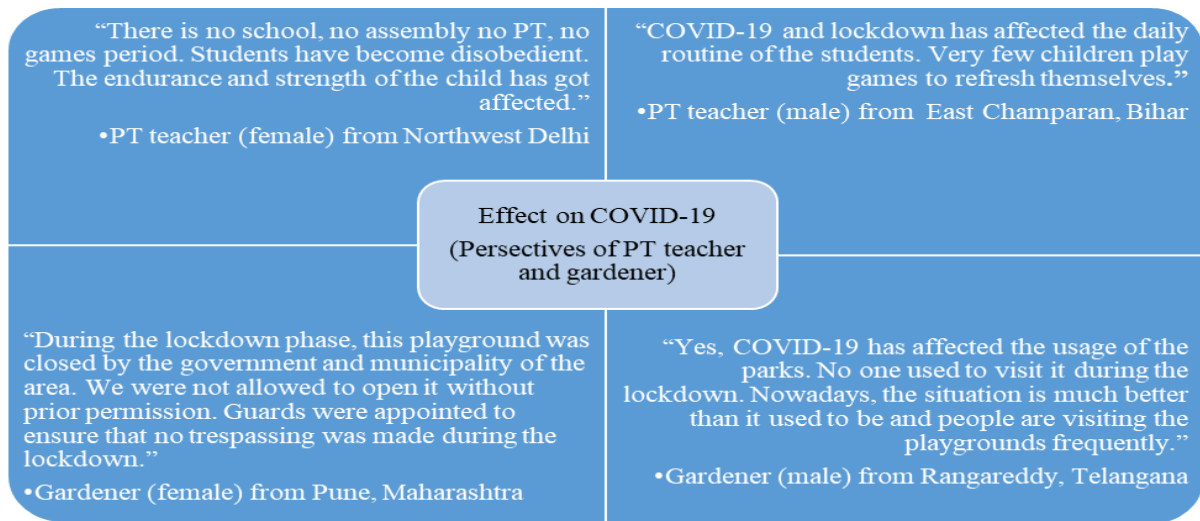 “There is no school, no assembly no PT, no
games period. Students have become disobedient.
The endurance and strength of the child has got
affected.”
•PT teacher (female) from Northwest Delhi
“COVID-19 and lockdown has affected the daily
routine of the students. Very few children play
games to refresh themselves.”
•PT teacher (male) from East Champaran, Bihar
Effect on COVID-19
(Persectives of PT teacher
and gardener)
“During the lockdown phase, this playground was
closed by the government and municipality of the
area. We were not allowed to open it without
prior permission. Guards were appointed to
ensure that no trespassing was made during the
lockdown.”
•Gardener (female) from Pune, Maharashtra
“Yes, COVID-19 has affected the usage of the
parks. No one used to visit it during the
lockdown. Nowadays, the situation is much better
than it used to be and people are visiting the
playgrounds frequently.”
•Gardener (male) from Rangareddy, Telangana